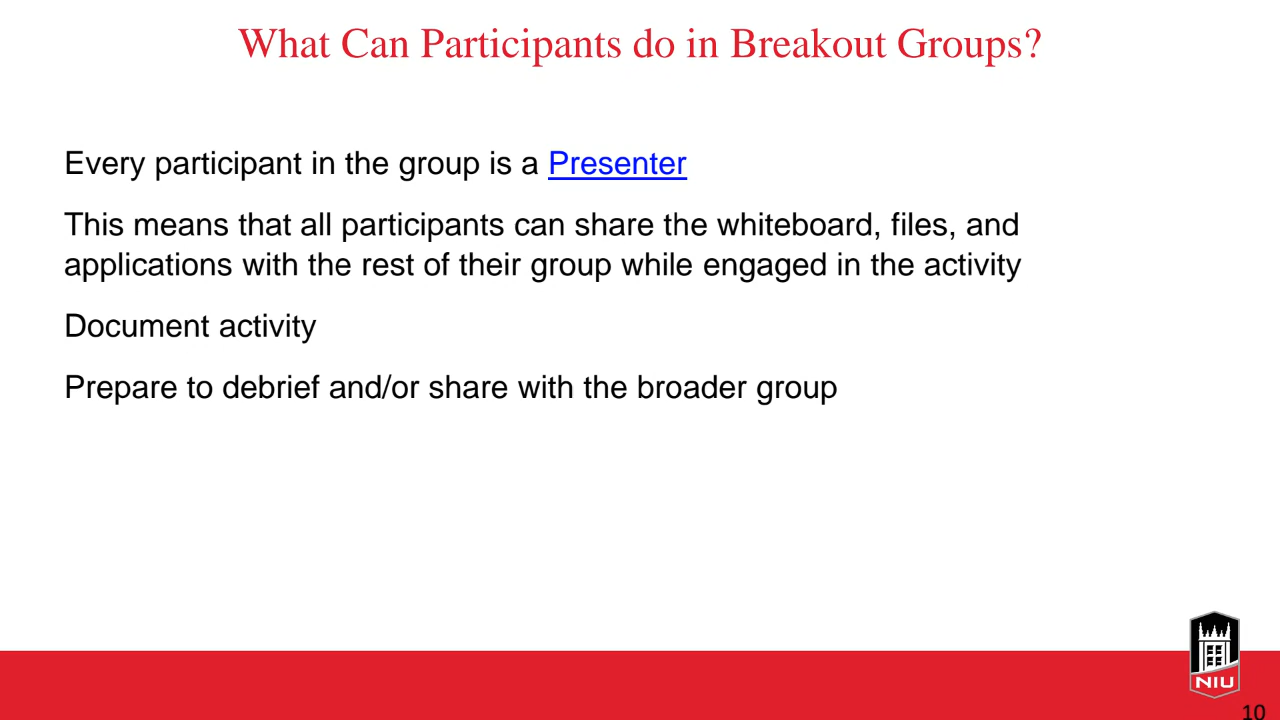 What Can Participants do in Breakout Groups?
Every participant in the group is a Presenter
This means that all participants can share the whiteboard, files, and
applications with the rest of their group while engaged in the activity
Document activity
Prepare to debrief and/or share with the broader group
NIU
10